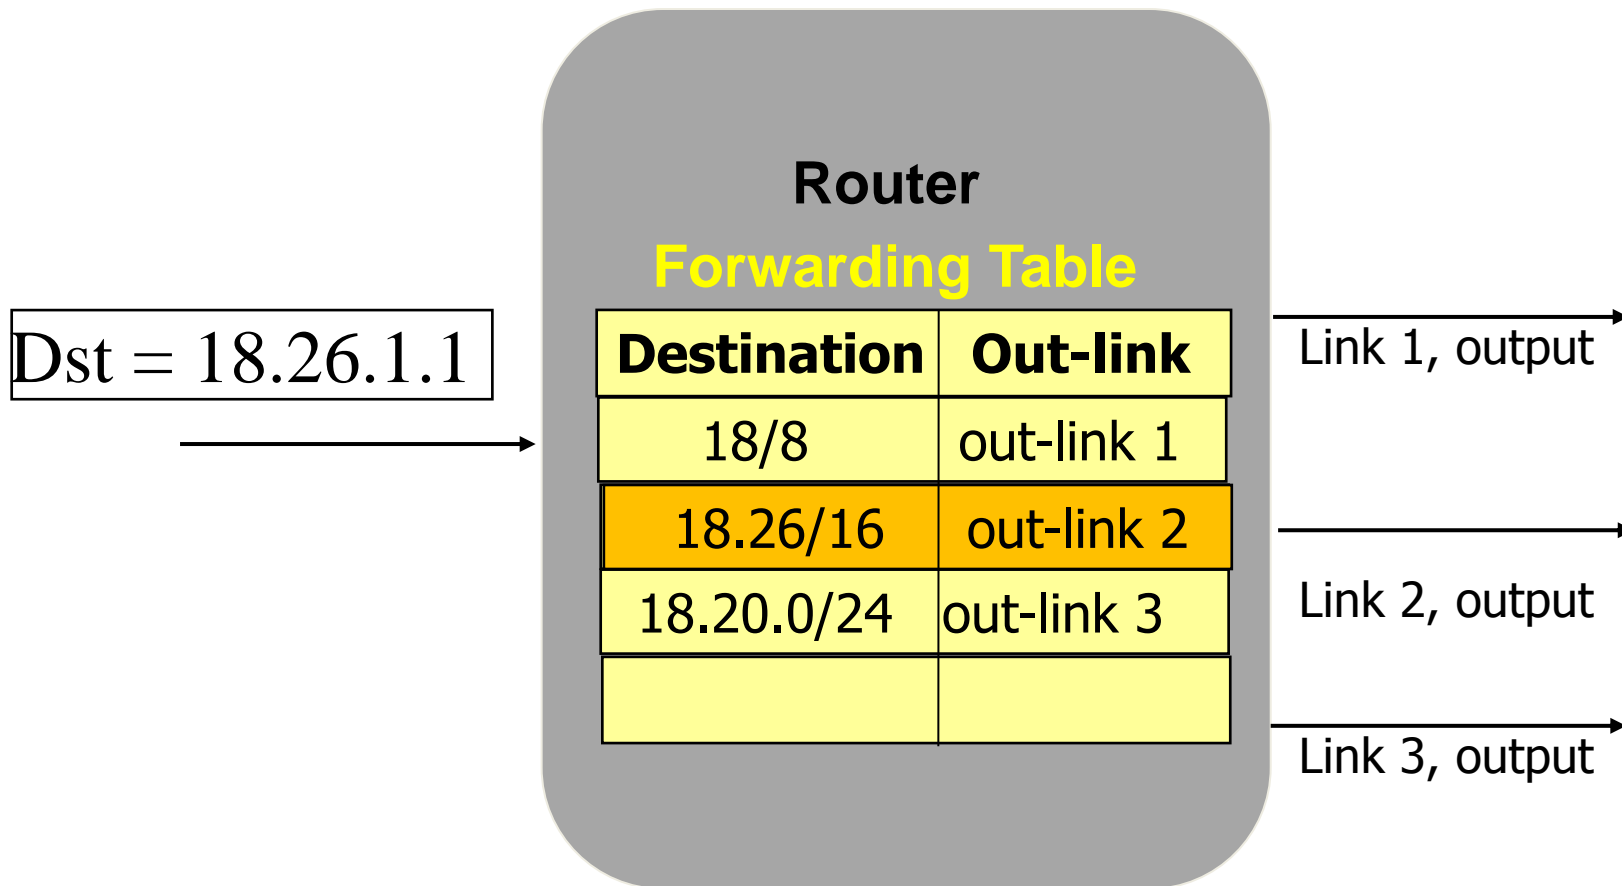 Router
Forwarding Table
Dst = 18.26.1.1
Destination Out-link
18/8 out-link 1
18.26/16 out-link 2
18.20.0/24 out-link 3
Link 1, output
Link 2, output
Link 3, output